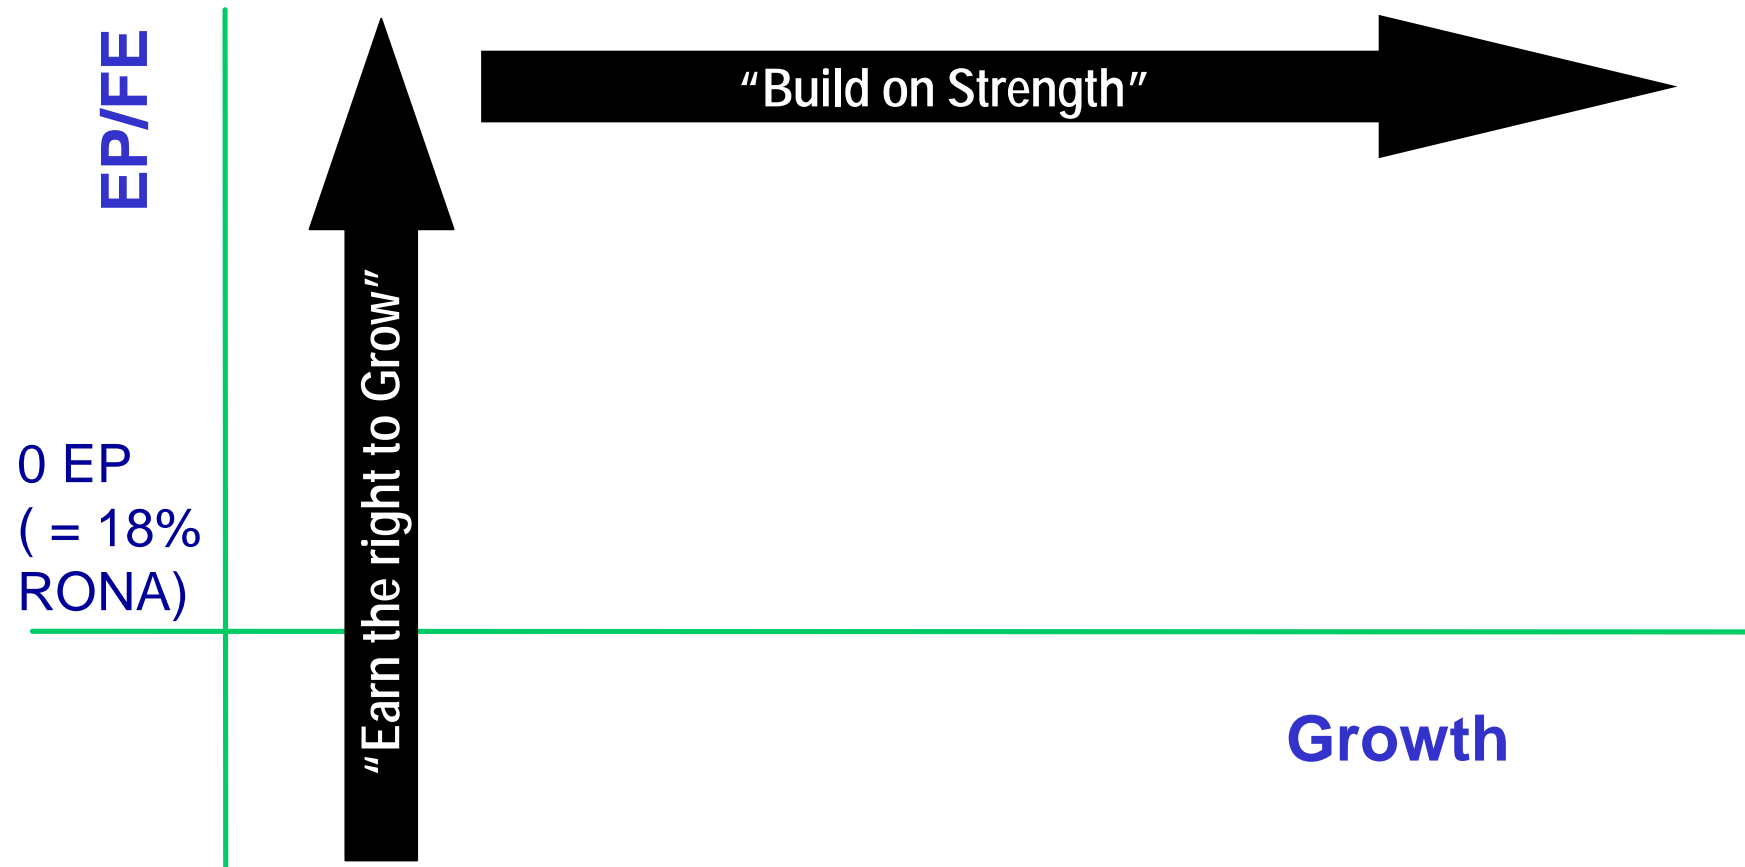 EP/FE
“Build on Strength”
“Earn the right to Grow”
0 EP
( = 18%
RONA)
Growth